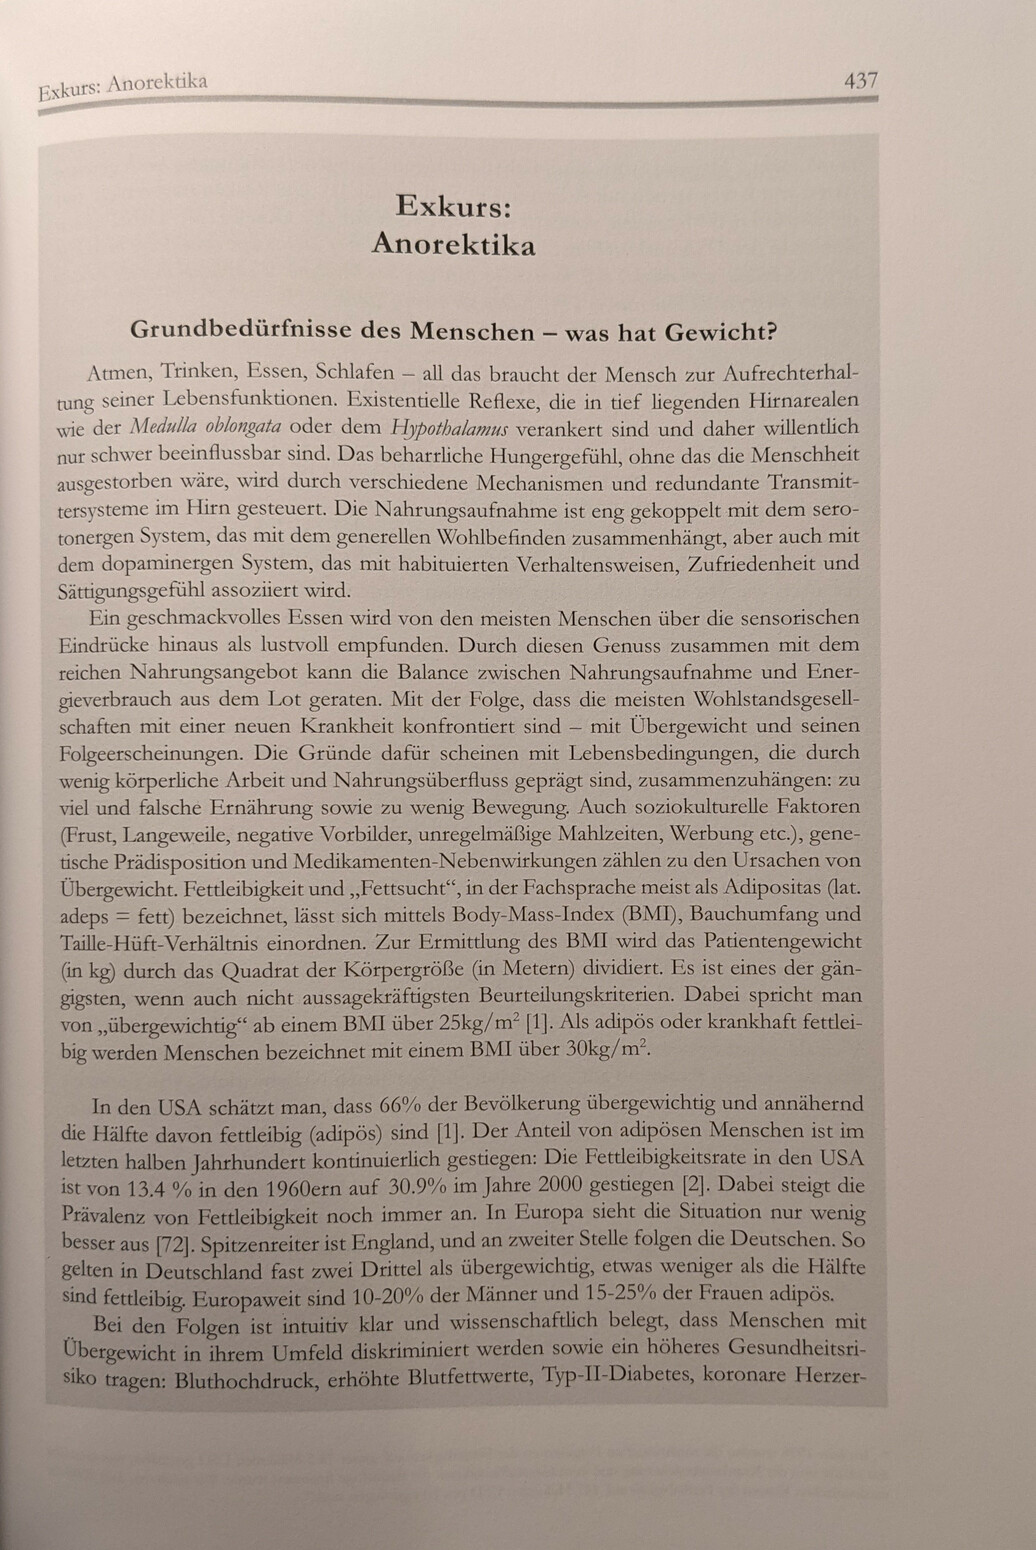 Exkurs: Anorektika
437
Exkurs:
Anorektika
Grundbedürfnisse des Menschen – was hat Gewicht?
Atmen, Trinken, Essen, Schlafen – all das braucht der Mensch zur Aufrechterhal-
tung seiner Lebensfunktionen. Existentielle Reflexe, die in tief liegenden Hirnarealen
wie der Medulla oblongata oder dem Hypothalamus verankert sind und daher willentlich
nur schwer beeinflussbar sind. Das beharrliche Hungergefühl, ohne das die Menschheit
ausgestorben wäre, wird durch verschiedene Mechanismen und redundante Transmit-
tersysteme im Hirn gesteuert. Die Nahrungsaufnahme ist eng gekoppelt mit dem sero-
tonergen System, das mit dem generellen Wohlbefinden zusammenhängt, aber auch mit
dem dopaminergen System, das mit habituierten Verhaltensweisen, Zufriedenheit und
Sättigungsgefühl assoziiert wird.
Ein geschmackvolles Essen wird von den meisten Menschen über die sensorischen
Eindrücke hinaus als lustvoll empfunden. Durch diesen Genuss zusammen mit dem
reichen Nahrungsangebot kann die Balance zwischen Nahrungsaufnahme und Ener-
gieverbrauch aus dem Lot geraten. Mit der Folge, dass die meisten Wohlstandsgesell-
schaften mit einer neuen Krankheit konfrontiert sind – mit Übergewicht und seinen
Folgeerscheinungen. Die Gründe dafür scheinen mit Lebensbedingungen, die durch
wenig körperliche Arbeit und Nahrungsüberfluss geprägt sind, zusammenzuhängen: zu
viel und falsche Ernährung sowie zu wenig Bewegung. Auch soziokulturelle Faktoren
(Frust, Langeweile, negative Vorbilder, unregelmäßige Mahlzeiten, Werbung etc.), gene-
tische Prädisposition und Medikamenten-Nebenwirkungen zählen zu den Ursachen von
Übergewicht. Fettleibigkeit und „Fettsucht“, in der Fachsprache meist als Adipositas (lat.
adeps = fett) bezeichnet, lässt sich mittels Body-Mass-Index (BMI), Bauchumfang und
Taille-Hüft-Verhältnis einordnen. Zur Ermittlung des BMI wird das Patientengewicht
(in kg) durch das Quadrat der Körpergröße (in Metern) dividiert. Es ist eines der gän-
gigsten, wenn auch nicht aussagekräftigsten Beurteilungskriterien. Dabei spricht man
von „übergewichtig“ ab einem BMI über 25kg/m² [1]. Als adipös oder krankhaft fettlei-
big werden Menschen bezeichnet mit einem BMI über 30kg/m².
In den USA schätzt man, dass 66% der Bevölkerung übergewichtig und annähernd
die Hälfte davon fettleibig (adipös) sind [1]. Der Anteil von adipösen Menschen ist im
letzten halben Jahrhundert kontinuierlich gestiegen: Die Fettleibigkeitsrate in den USA
ist von 13.4 % in den 1960ern auf 30.9% im Jahre 2000 gestiegen [2]. Dabei steigt die
Prävalenz von Fettleibigkeit noch immer an. In Europa sieht die Situation nur wenig
besser aus [72]. Spitzenreiter ist England, und an zweiter Stelle folgen die Deutschen. So
gelten in Deutschland fast zwei Drittel als übergewichtig, etwas weniger als die Hälfte
sind fettleibig. Europaweit sind 10-20% der Männer und 15-25% der Frauen adipös.
Bei den Folgen ist intuitiv klar und wissenschaftlich belegt, dass Menschen mit
Übergewicht in ihrem Umfeld diskriminiert werden sowie ein höheres Gesundheitsri-
siko tragen: Bluthochdruck, erhöhte Blutfettwerte, Typ-II-Diabetes, koronare Herzer-